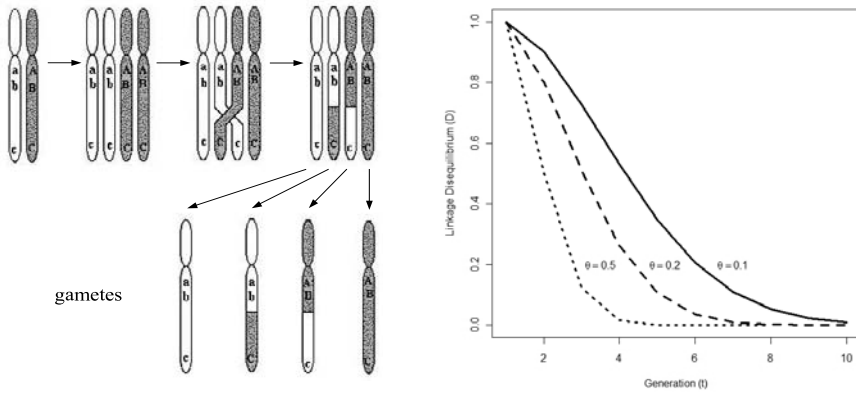 a A
b B
c C
a a A A
b b B B
c c C C
a a A A
b b B B
c C c C
a a A A
b b B B
c C c C
gametes
a a A A
b b B B
c C c C
Linkage Disequilibrium (D)
1.0
0.8
0.6
0.4
0.2
0.0
θ = 0.5
θ = 0.2
θ = 0.1
2 4 6 8 10
Generation (t)